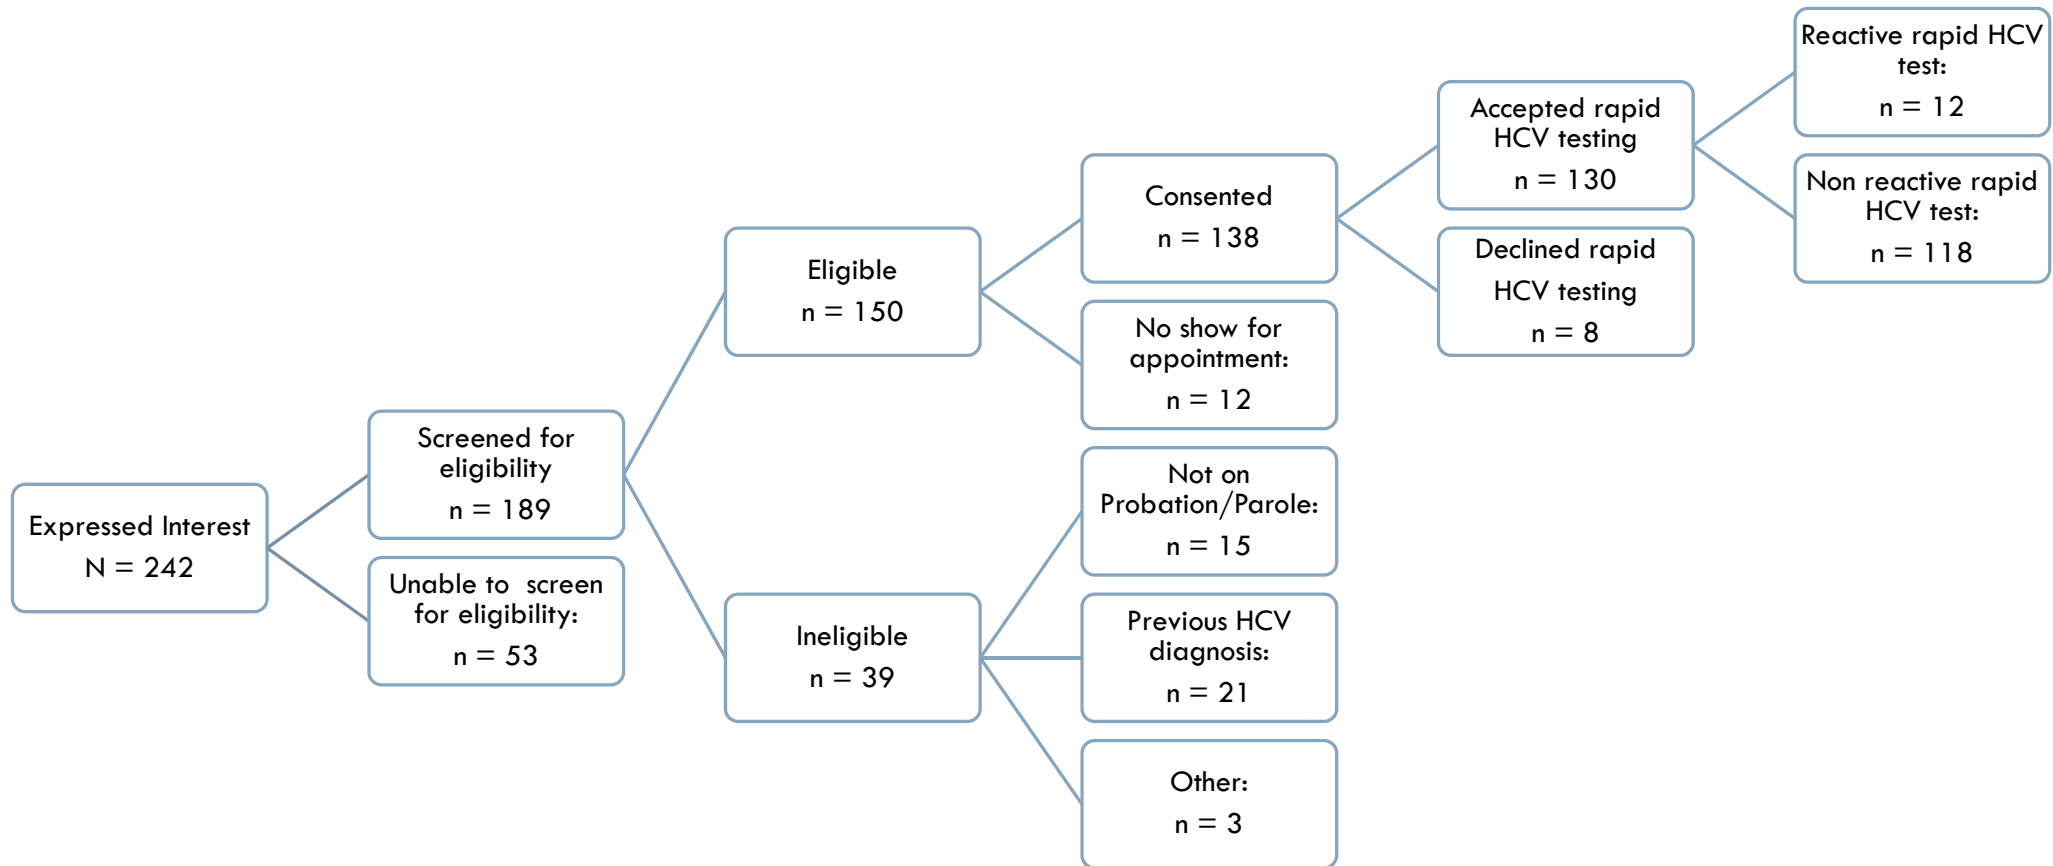 Expressed Interest
N = 242
Screened for
eligibility
n = 189
Unable to  screen
for eligibility:
n = 53
Eligible
n = 150
Ineligible
n = 39
Consented
n = 138
No show for
appointment:
n = 12
Not on
Probation/Parole:
n = 15
Previous HCV
diagnosis:
n = 21
Other:
n = 3
Accepted rapid
HCV testing
n = 130
Declined rapid
HCV testing
n = 8
Reactive rapid HCV
test:
n = 12
Non reactive rapid
HCV test:
n = 118